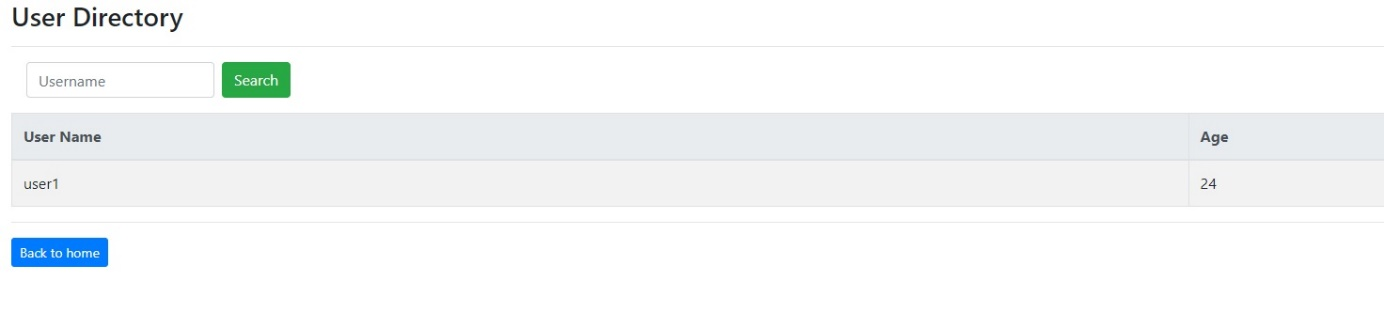 User Directory
Username Search
User Name Age
user1 24
Back to home